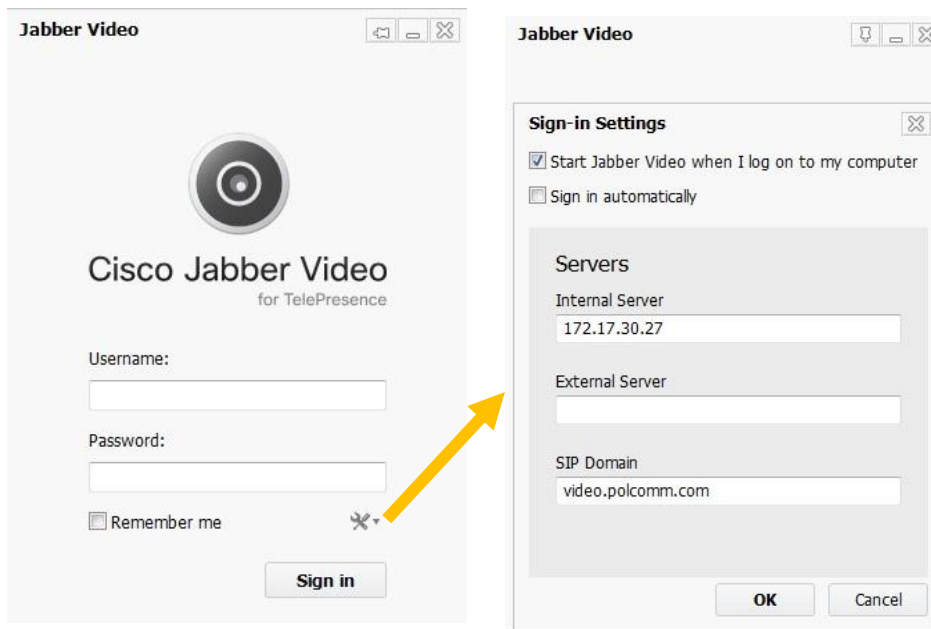 Jabber Video
Cisco Jabber Video
for TelePresence
Username:
Password:
Remember me
Sign in
Jabber Video
Sign-in Settings
Start Jabber Video when I log on to my computer
Sign in automatically
Servers
Internal Server
172.17.30.27
External Server
SIP Domain
video.polcomm.com
OK
Cancel